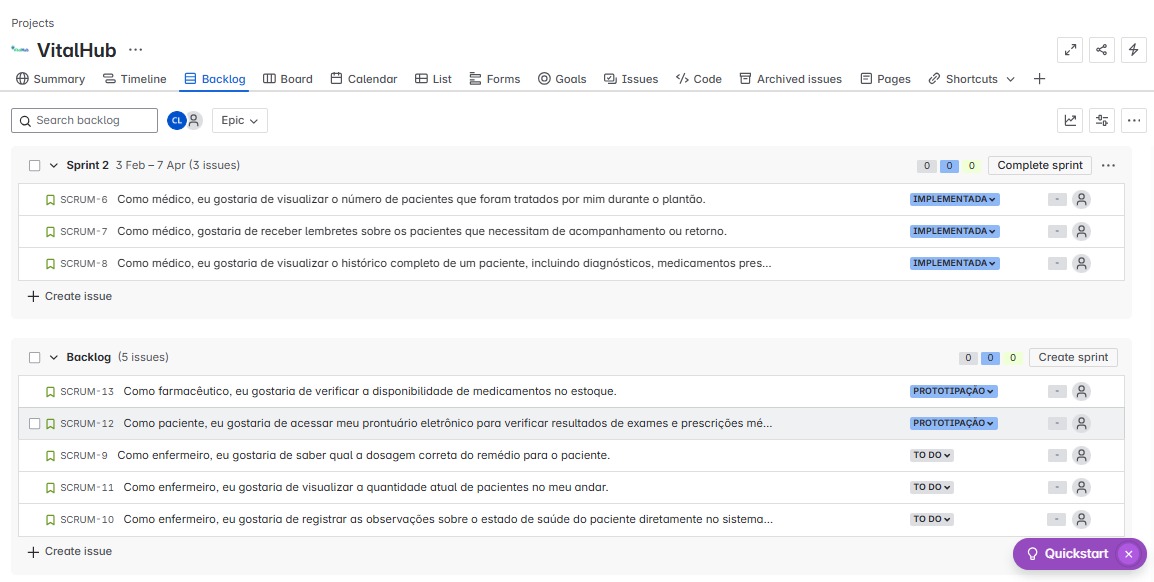 Projects
VitalHub ...
Summary Timeline Backlog Board Calendar List Forms Goals Issues Code Archived issues Pages Shortcuts
Search backlog CL Epic
Sprint 2 3 Feb – 7 Apr (3 issues) 0 0 0 Complete sprint ...
SCRUM-6 Como médico, eu gostaria de visualizar o número de pacientes que foram tratados por mim durante o plantão. IMPLEMENTADA -
SCRUM-7 Como médico, gostaria de receber lembretes sobre os pacientes que necessitam de acompanhamento ou retorno. IMPLEMENTADA -
SCRUM-8 Como médico, eu gostaria de visualizar o histórico completo de um paciente, incluindo diagnósticos, medicamentos pres... IMPLEMENTADA -
Create issue
Backlog (5 issues) 0 0 0 Create sprint
SCRUM-13 Como farmacêutico, eu gostaria de verificar a disponibilidade de medicamentos no estoque. PROTOTIPAÇÃO -
SCRUM-12 Como paciente, eu gostaria de acessar meu prontuário eletrônico para verificar resultados de exames e prescrições mé... PROTOTIPAÇÃO -
SCRUM-9 Como enfermeiro, eu gostaria de saber qual a dosagem correta do remédio para o paciente. TO DO -
SCRUM-11 Como enfermeiro, eu gostaria de visualizar a quantidade atual de pacientes no meu andar. TO DO -
SCRUM-10 Como enfermeiro, eu gostaria de registrar as observações sobre o estado de saúde do paciente diretamente no sistema... TO DO -
Create issue
Quickstart